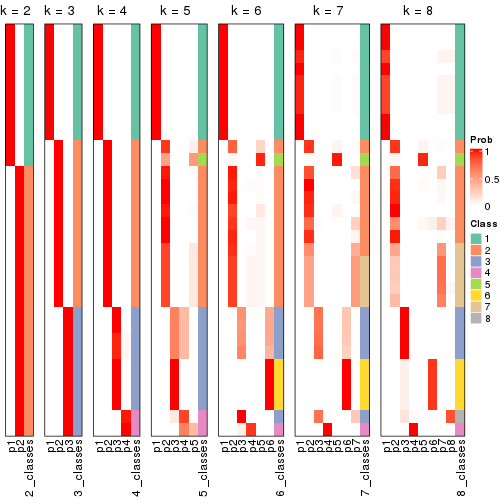 k = 2 k = 3 k = 4 k = 5 k = 6 k = 7 k = 8
Prob
1
0.5
0
Class
1
2
3
4
5
6
7
8
p1 p2 2_classes p1 p2 p3 3_classes p1 p2 p3 p4 4_classes p1 p2 p3 p4 p5 5_classes p1 p2 p3 p4 p5 p6 6_classes p1 p2 p3 p4 p5 p6 p7 7_classes p1 p2 p3 p4 p5 p6 p7 p8 8_classes